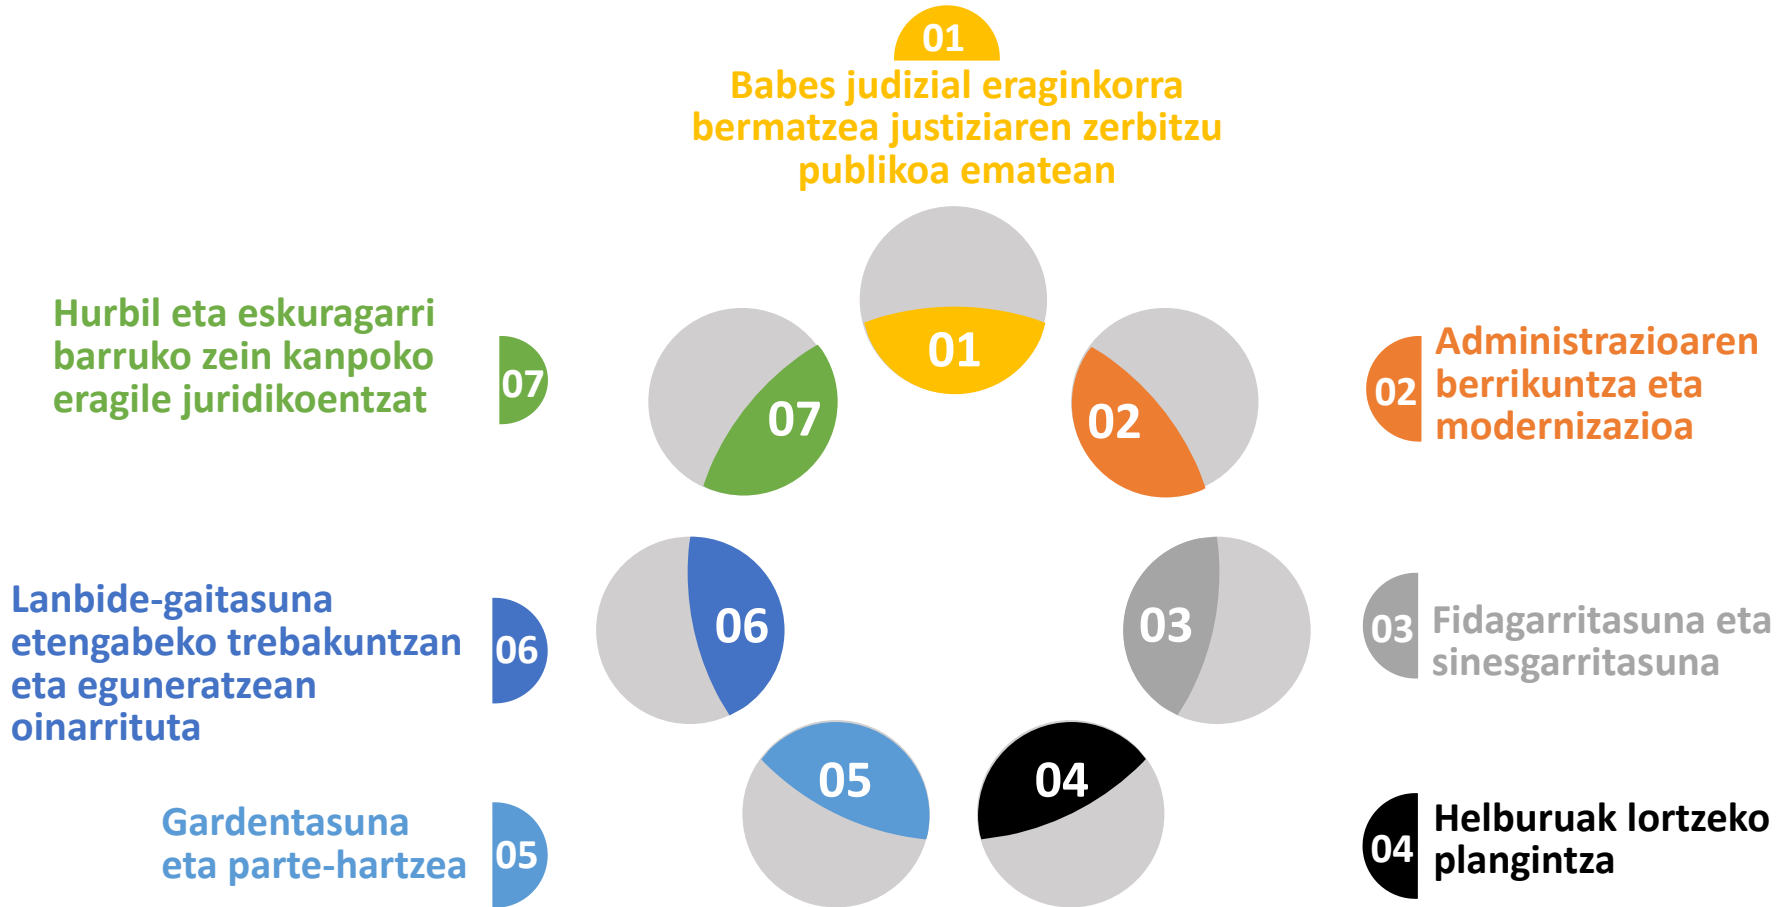 01
Babes judizial eraginkorra
bermatzea justiziaren zerbitzu
publikoa ematean
01
02
Administrazioaren
berrikuntza eta
modernizazioa
02
03
Fidagarritasuna eta
sinesgarritasuna
03
04
Helburuak lortzeko
plangintza
04
05
Gardentasuna
eta parte-hartzea
05
06
Lanbide-gaitasuna
etengabeko trebakuntzan
eta eguneratzean
oinarrituta
06
07
Hurbil eta eskuragarri
barruko zein kanpoko
eragile juridikoentzat
07